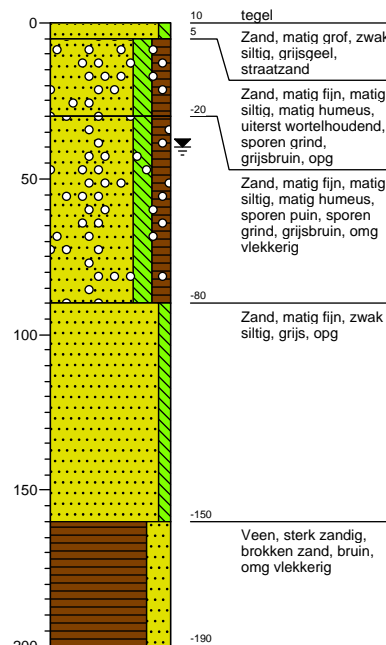 0
10
tegel
5
Zand, matig grof, zwak
siltig, grijsgeel,
straatzand
-20
Zand, matig fijn, matig
siltig, matig humeus,
uiterst wortelhoudend,
sporen grind,
grijsbruin, opg
50
Zand, matig fijn, matig
siltig, matig humeus,
sporen puin, sporen
grind, grijsbruin, omg
vlekkerig
-80
100
Zand, matig fijn, zwak
siltig, grijs, opg
150
-150
Veen, sterk zandig,
brokken zand, bruin,
omg vlekkerig
-190
200